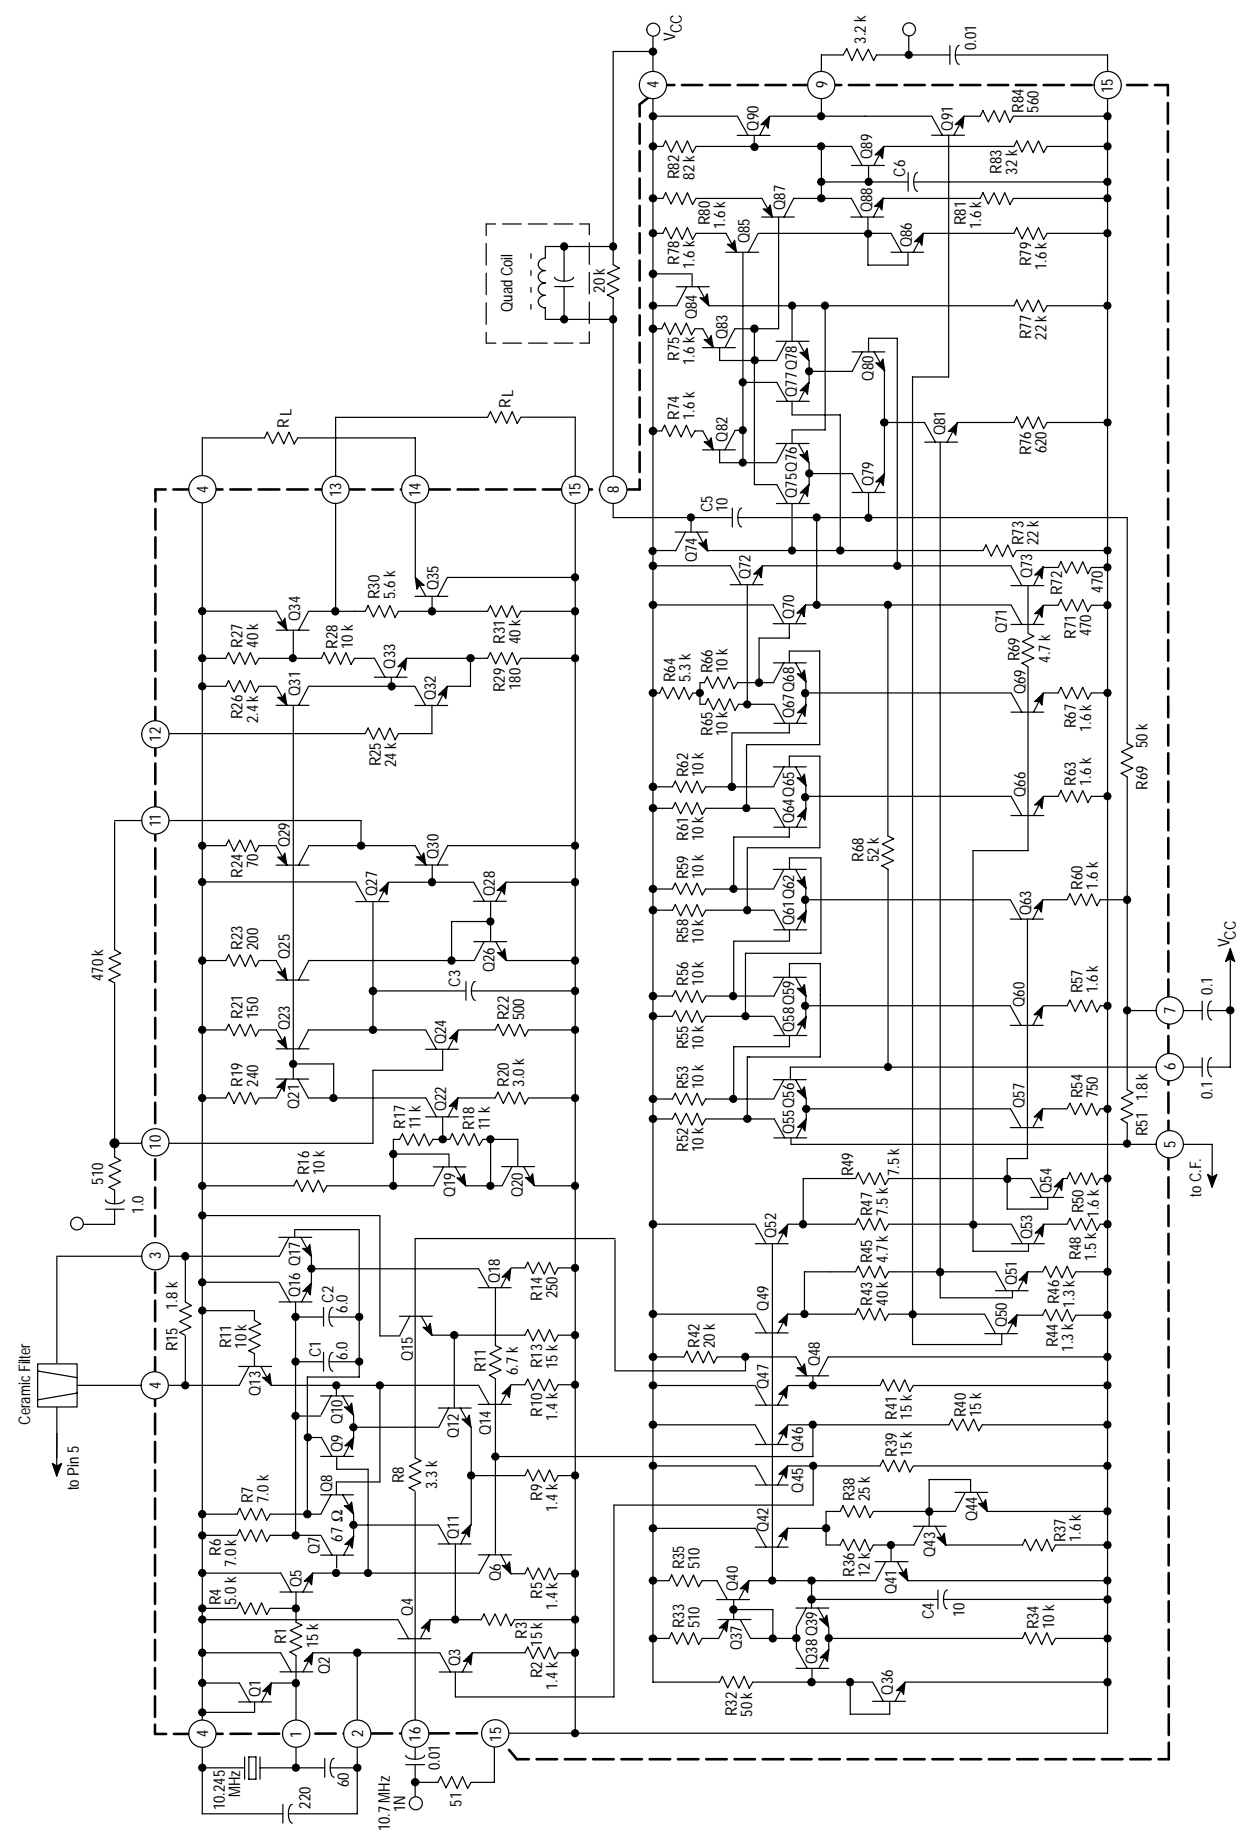 Ceramic Filter
to Pin 5
4
3
R15
1.8 k
510
1.0
10
470 k
11
12
4
13
14
15
RL
RL
Quad Coil
20 k
8
4
VCC
10.245
MHz
220
60
4
1
2
16
15
0.01
10.7 MHz
1N
51
Q1
Q2
R1
15 k
R4
5.0 k
Q5
Q4
Q3
R2
1.4 k
R3
15 k
R5
1.4 k
Q6
R6
7.0 k
R7
7.0 k
Q7
Q8
67 Ω
Q9
Q10
C1
6.0
C2
6.0
Q11
Q12
R8
3.3 k
R9
1.4 k
R10
1.4 k
Q13
R11
10 k
Q14
R11
6.7 k
Q15
R13
15 k
Q16
Q17
Q18
R14
250
R16
10 k
Q19
Q20
R17
11 k
R18
11 k
Q22
R20
3.0 k
R19
240
Q21
R21
150
Q23
Q24
R22
500
C3
R23
200
Q25
Q26
Q27
Q28
R24
70
Q29
Q30
R25
24 k
R26
2.4 k
Q31
R27
40 k
R28
10 k
Q33
Q32
R29
180
Q34
R30
5.6 k
Q35
R31
40 k
R32
50 k
Q36
R33
510
Q37
Q38
Q39
Q40
R35
510
R34
10 k
C4
10
Q41
Q42
R36
12 k
R38
25 k
Q43
Q44
R37
1.6 k
Q45
R39
15 k
Q46
R40
15 k
Q47
R41
15 k
Q48
R42
20 k
Q49
R43
40 k
R45
4.7 k
Q50
R44
1.3 k
Q51
R46
1.3 k
Q52
R47
7.5 k
R49
7.5 k
Q53
R48
1.5 k
Q54
R50
1.6 k
R52
10 k
R53
10 k
Q55
Q56
Q57
R54
750
R51
1.8 k
R55
10 k
R56
10 k
Q58
Q59
Q60
R57
1.6 k
R58
10 k
R59
10 k
Q61
Q62
Q63
R60
1.6 k
R61
10 k
R62
10 k
Q64
Q65
Q66
R63
1.6 k
R68
52 k
R64
5.3 k
R65
10 k
R66
10 k
Q67
Q68
Q69
R67
1.6 k
R69
4.7 k
R69
50 k
Q70
Q71
R71
470
Q72
Q73
R72
470
Q74
R73
22 k
C5
10
Q75
Q76
Q77
Q78
Q79
Q80
Q81
R76
620
R74
1.6 k
Q82
R75
1.6 k
Q83
Q84
R77
22 k
R78
1.6 k
Q85
Q86
R79
1.6 k
R80
1.6 k
Q87
Q88
R81
1.6 k
C6
R82
82 k
Q89
R83
32 k
Q90
Q91
R84
560
9
3.2 k
0.01
15
5
to C.F.
6
0.1
7
0.1
VCC